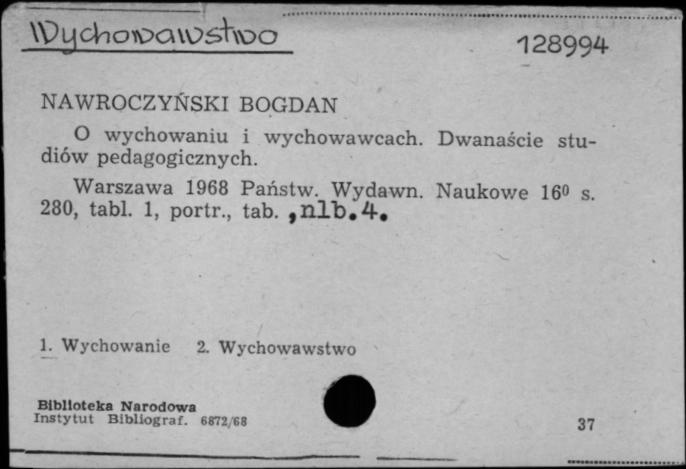 Wychowawstwo
128994
NAWROCZYŃSKI BOGDAN
O wychowaniu i wychowawcach. Dwanaście stu-
diów pedagogicznych.
Warszawa 1968 Państw. Wydawn. Naukowe 16⁰ s.
280, tabl. 1, portr., tab. ,nlb.4.
1. Wychowanie 2. Wychowawstwo
Biblioteka Narodowa
Instytut Bibliograf. 6872/68
37